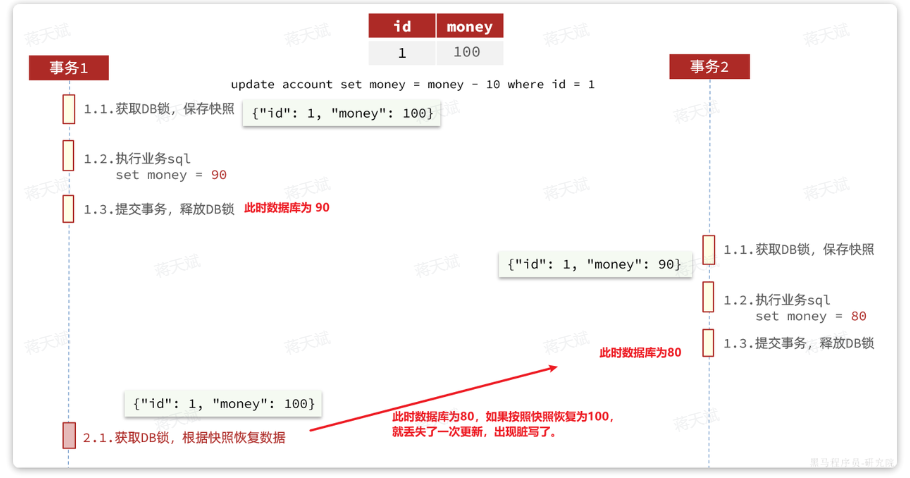 id money
1 100
事务1
事务2
update account set money = money - 10 where id = 1
1.1.获取DB锁，保存快照
{"id": 1, "money": 100}
1.2.执行业务sql
set money = 90
1.3.提交事务，释放DB锁
此时数据库为 90
1.1.获取DB锁，保存快照
{"id": 1, "money": 90}
1.2.执行业务sql
set money = 80
1.3.提交事务，释放DB锁
此时数据库为80
{"id": 1, "money": 100}
此时数据库为80，如果按照快照恢复为100，
就丢失了一次更新，出现脏写了。
2.1.获取DB锁，根据快照恢复数据
蒋天斌
黑马程序员-研究院